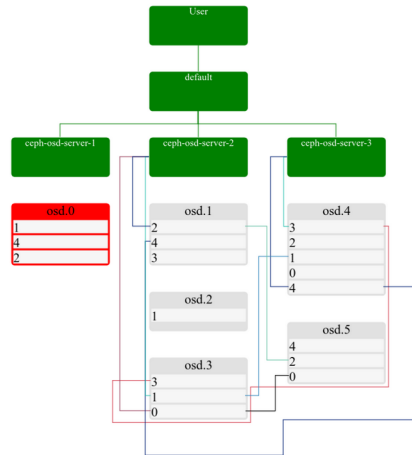 User
default
ceph-osd-server-1
ceph-osd-server-2
ceph-osd-server-3
osd.0
1
4
2
osd.1
2
4
3
osd.2
1
osd.3
3
1
0
osd.4
3
2
1
0
4
osd.5
4
2
0